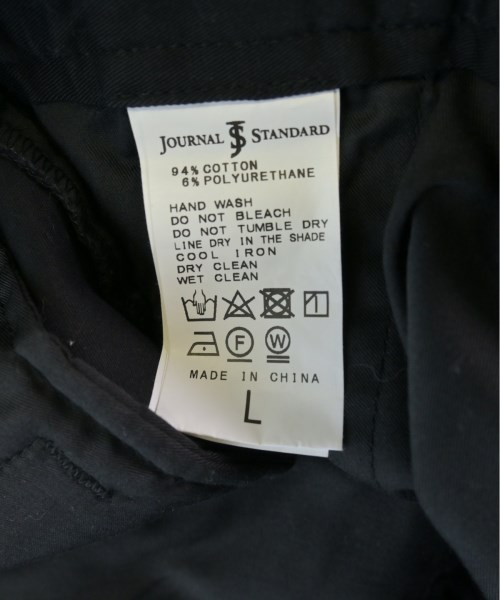 JOURNAL JS STANDARD
94% COTTON
6% POLYURETHANE
HAND WASH
DO NOT BLEACH
DO NOT TUMBLE DRY
LINE DRY IN THE SHADE
COOL IRON
DRY CLEAN
WET CLEAN
F W
MADE IN CHINA
L